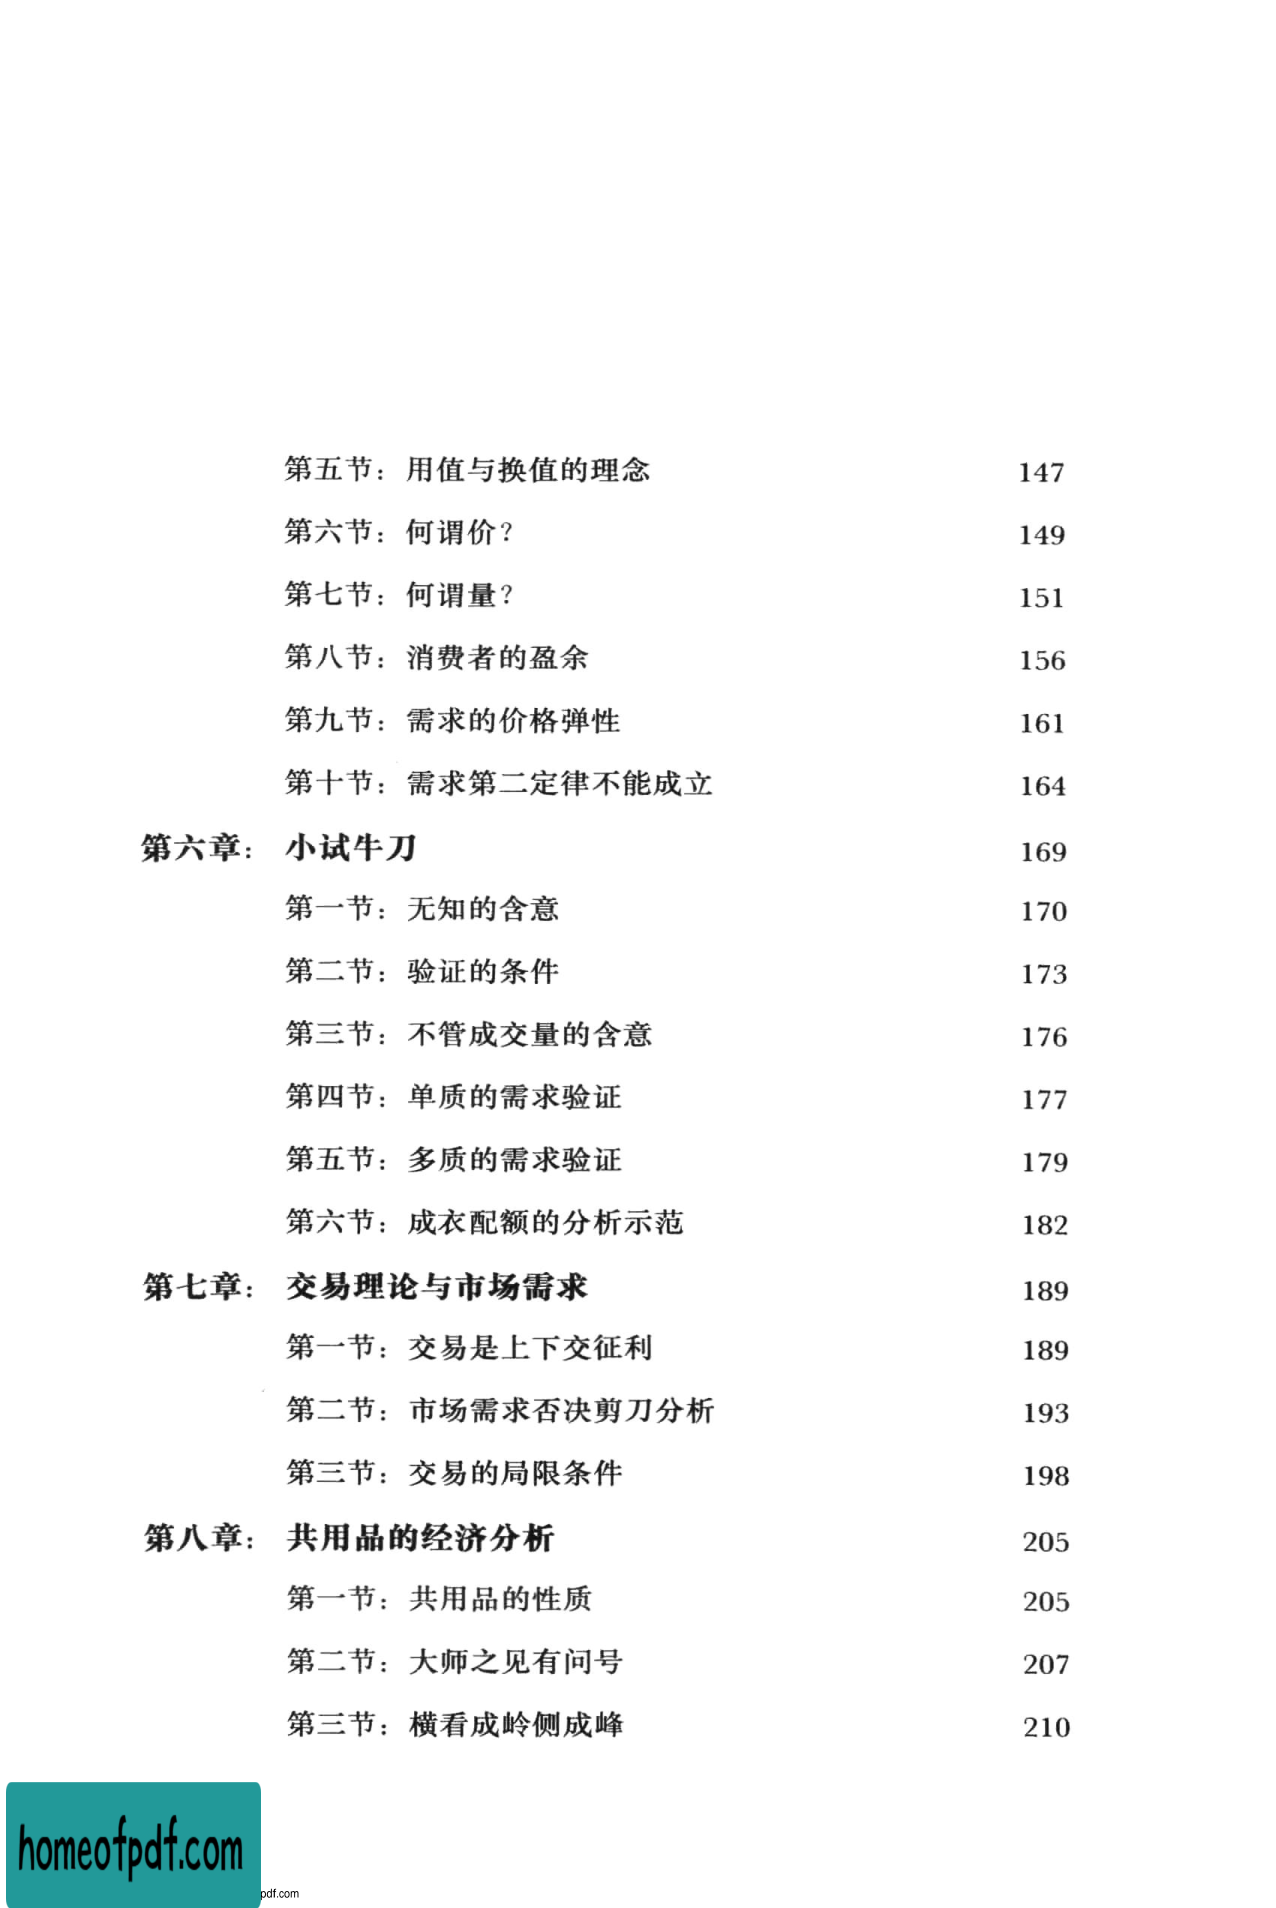 第五节：用值与换值的理念 147
第六节：何谓价？ 149
第七节：何谓量？ 151
第八节：消费者的盈余 156
第九节：需求的价格弹性 161
第十节：需求第二定律不能成立 164
第六章： 小试牛刀 169
第一节：无知的含意 170
第二节：验证的条件 173
第三节：不管成交量的含意 176
第四节：单质的需求验证 177
第五节：多质的需求验证 179
第六节：成衣配额的分析示范 182
第七章： 交易理论与市场需求 189
第一节：交易是上下交征利 189
第二节：市场需求否决剪刀分析 193
第三节：交易的局限条件 198
第八章： 共用品的经济分析 205
第一节：共用品的性质 205
第二节：大师之见有问号 207
第三节：横看成岭侧成峰 210
homeofpdf.com
pdf.com